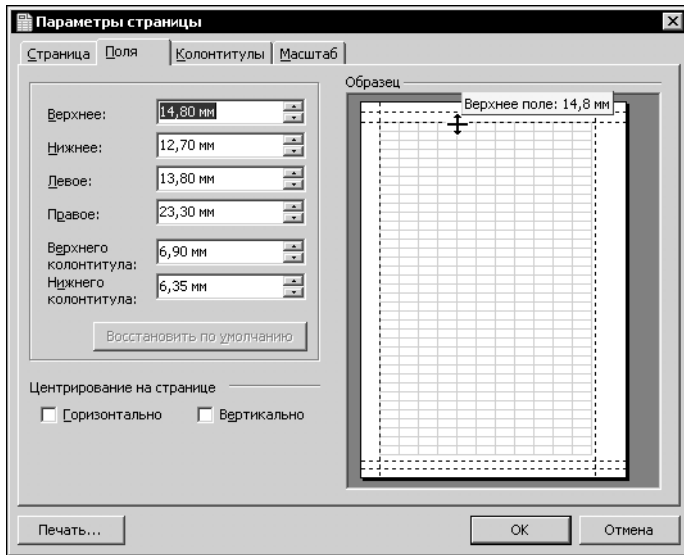 Параметры страницы
Страница Поля Колонтитулы Масштаб
Верхнее: 14,80 мм
Нижнее: 12,70 мм
Левое: 13,80 мм
Правое: 23,30 мм
Верхнего
колонтитула: 6,90 мм
Нижнего
колонтитула: 6,35 мм
Восстановить по умолчанию
Центрирование на странице
Горизонтально Вертикально
Образец
Верхнее поле: 14,8 мм
Печать... OK Отмена